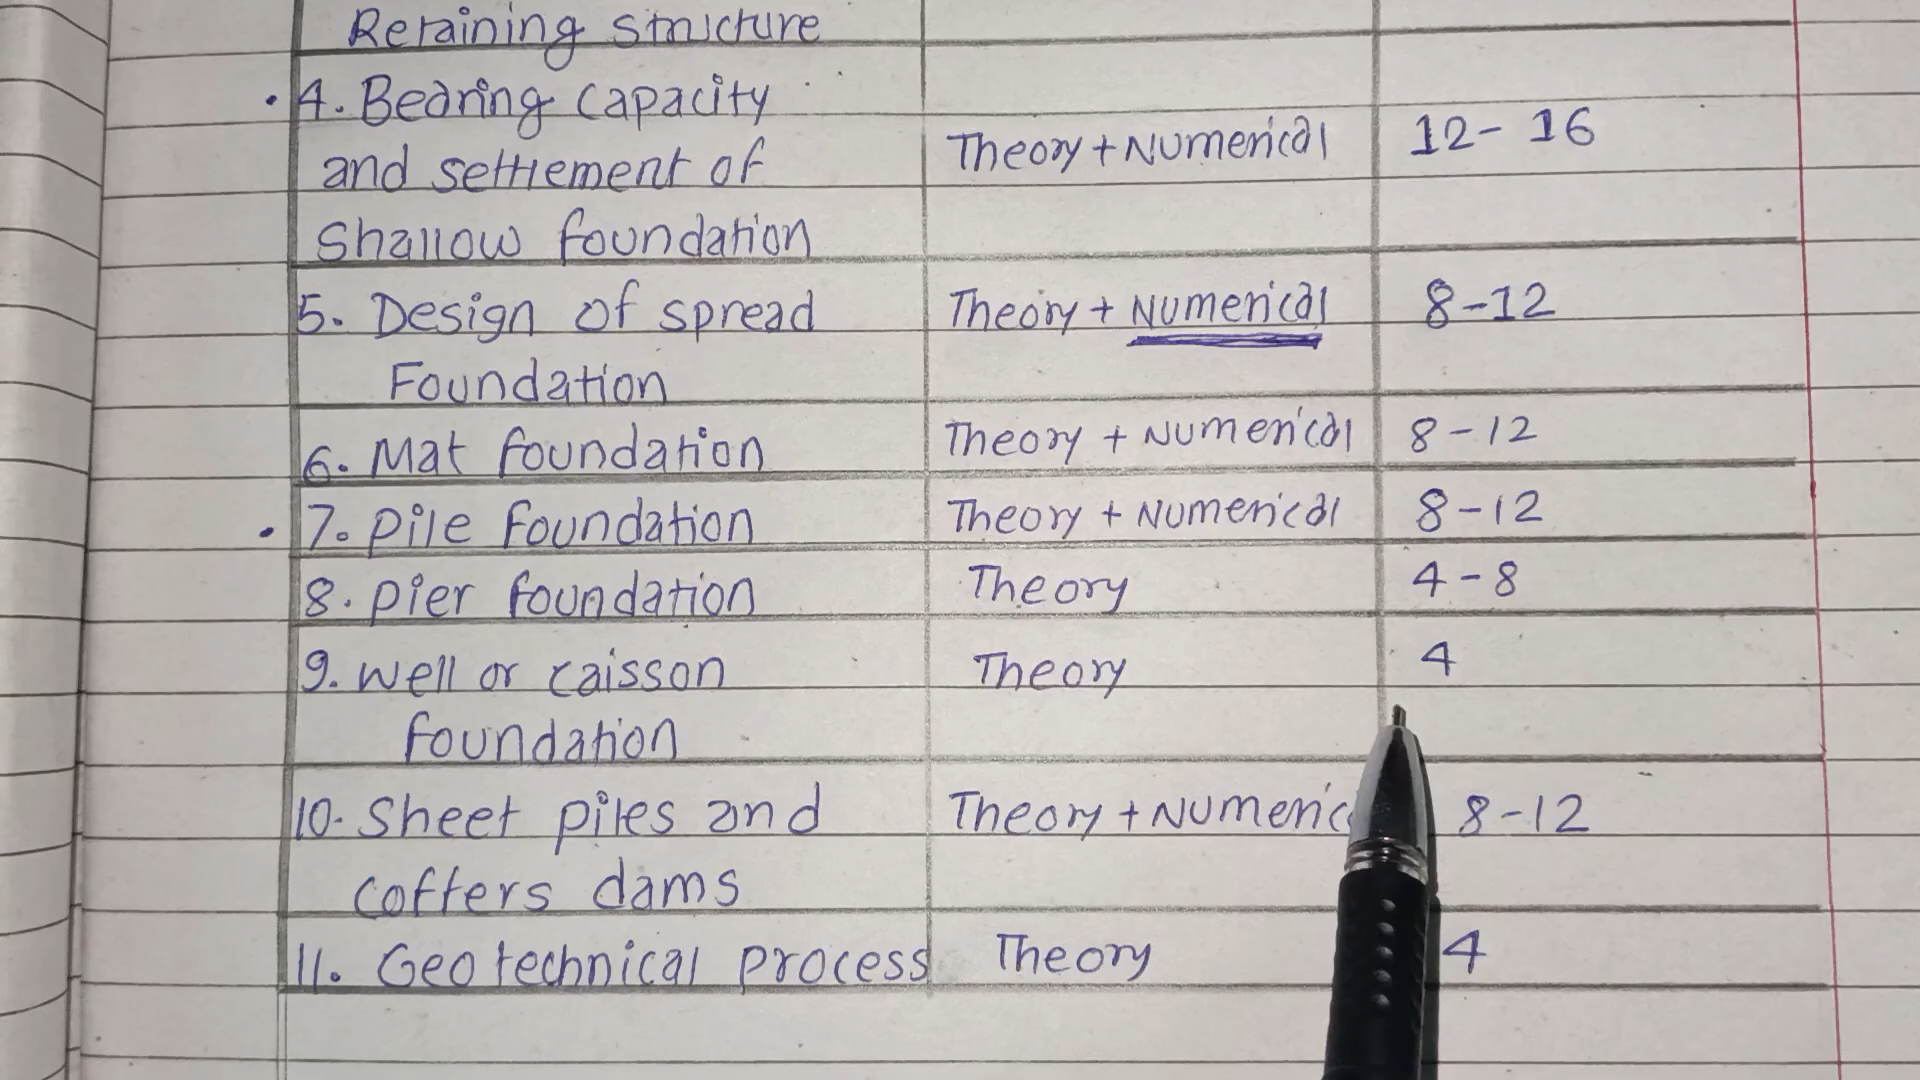 Retaining structure
• 4. Bearing capacity
and settlement of Theory + Numerical 12 - 16
Shallow foundation
5. Design of spread Theory + Numerical 8-12
Foundation
6. Mat foundation Theory + Numerical 8-12
• 7. Pile foundation Theory + Numerical 8-12
8. Pier foundation Theory 4-8
9. Well or caisson Theory 4
foundation
10. Sheet piles and Theory + Numeric 8-12
coffers dams
11. Geotechnical process Theory 4